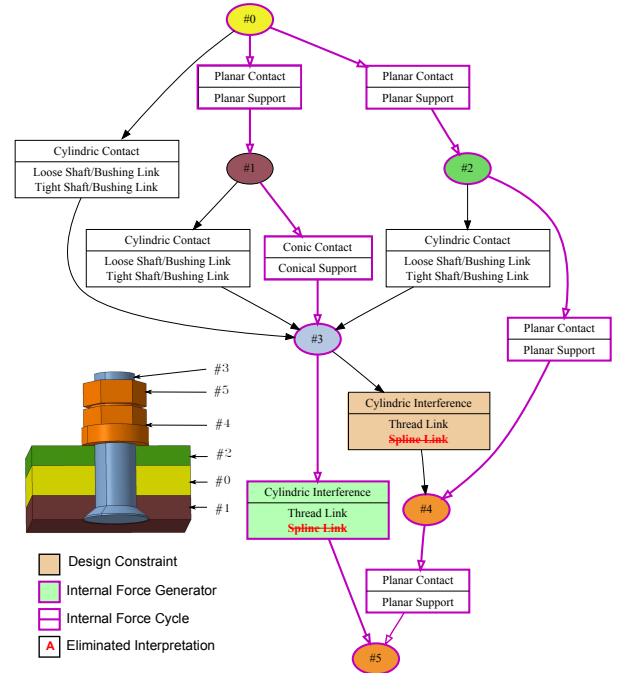 #0
Planar Contact
Planar Support
Planar Contact
Planar Support
Cylindric Contact
Loose Shaft/Bushing Link
Tight Shaft/Bushing Link
#1
#2
Cylindric Contact
Loose Shaft/Bushing Link
Tight Shaft/Bushing Link
Conic Contact
Conical Support
Cylindric Contact
Loose Shaft/Bushing Link
Tight Shaft/Bushing Link
Planar Contact
Planar Support
#3
Cylindric Interference
Thread Link
Spline Link
Cylindric Interference
Thread Link
Spline Link
#4
Planar Contact
Planar Support
#5
#3
#5
#4
#2
#0
#1
Design Constraint
Internal Force Generator
Internal Force Cycle
A Eliminated Interpretation